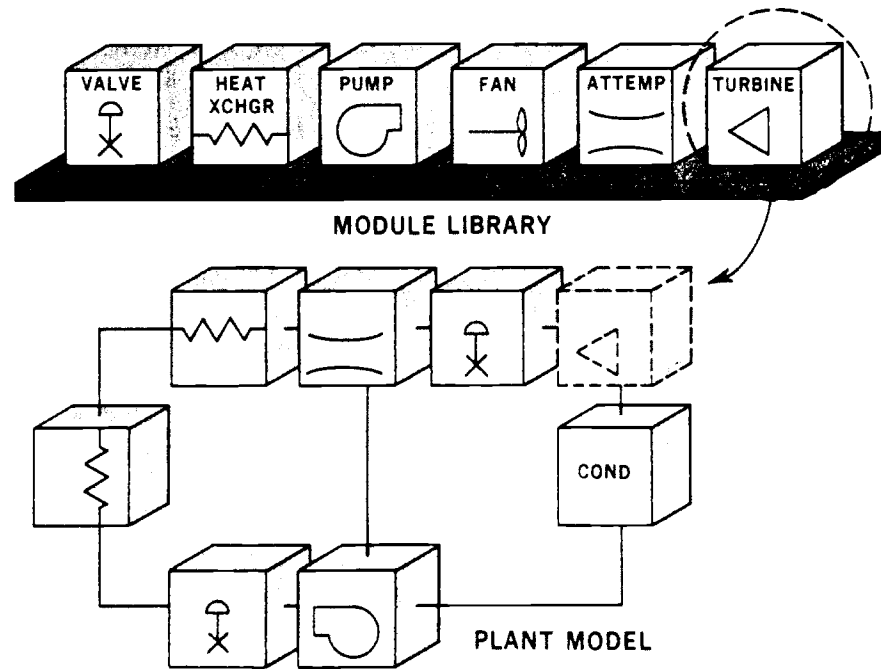 VALVE
HEAT
XCHGR
PUMP
FAN
ATTEMP
TURBINE
MODULE LIBRARY
COND
PLANT MODEL